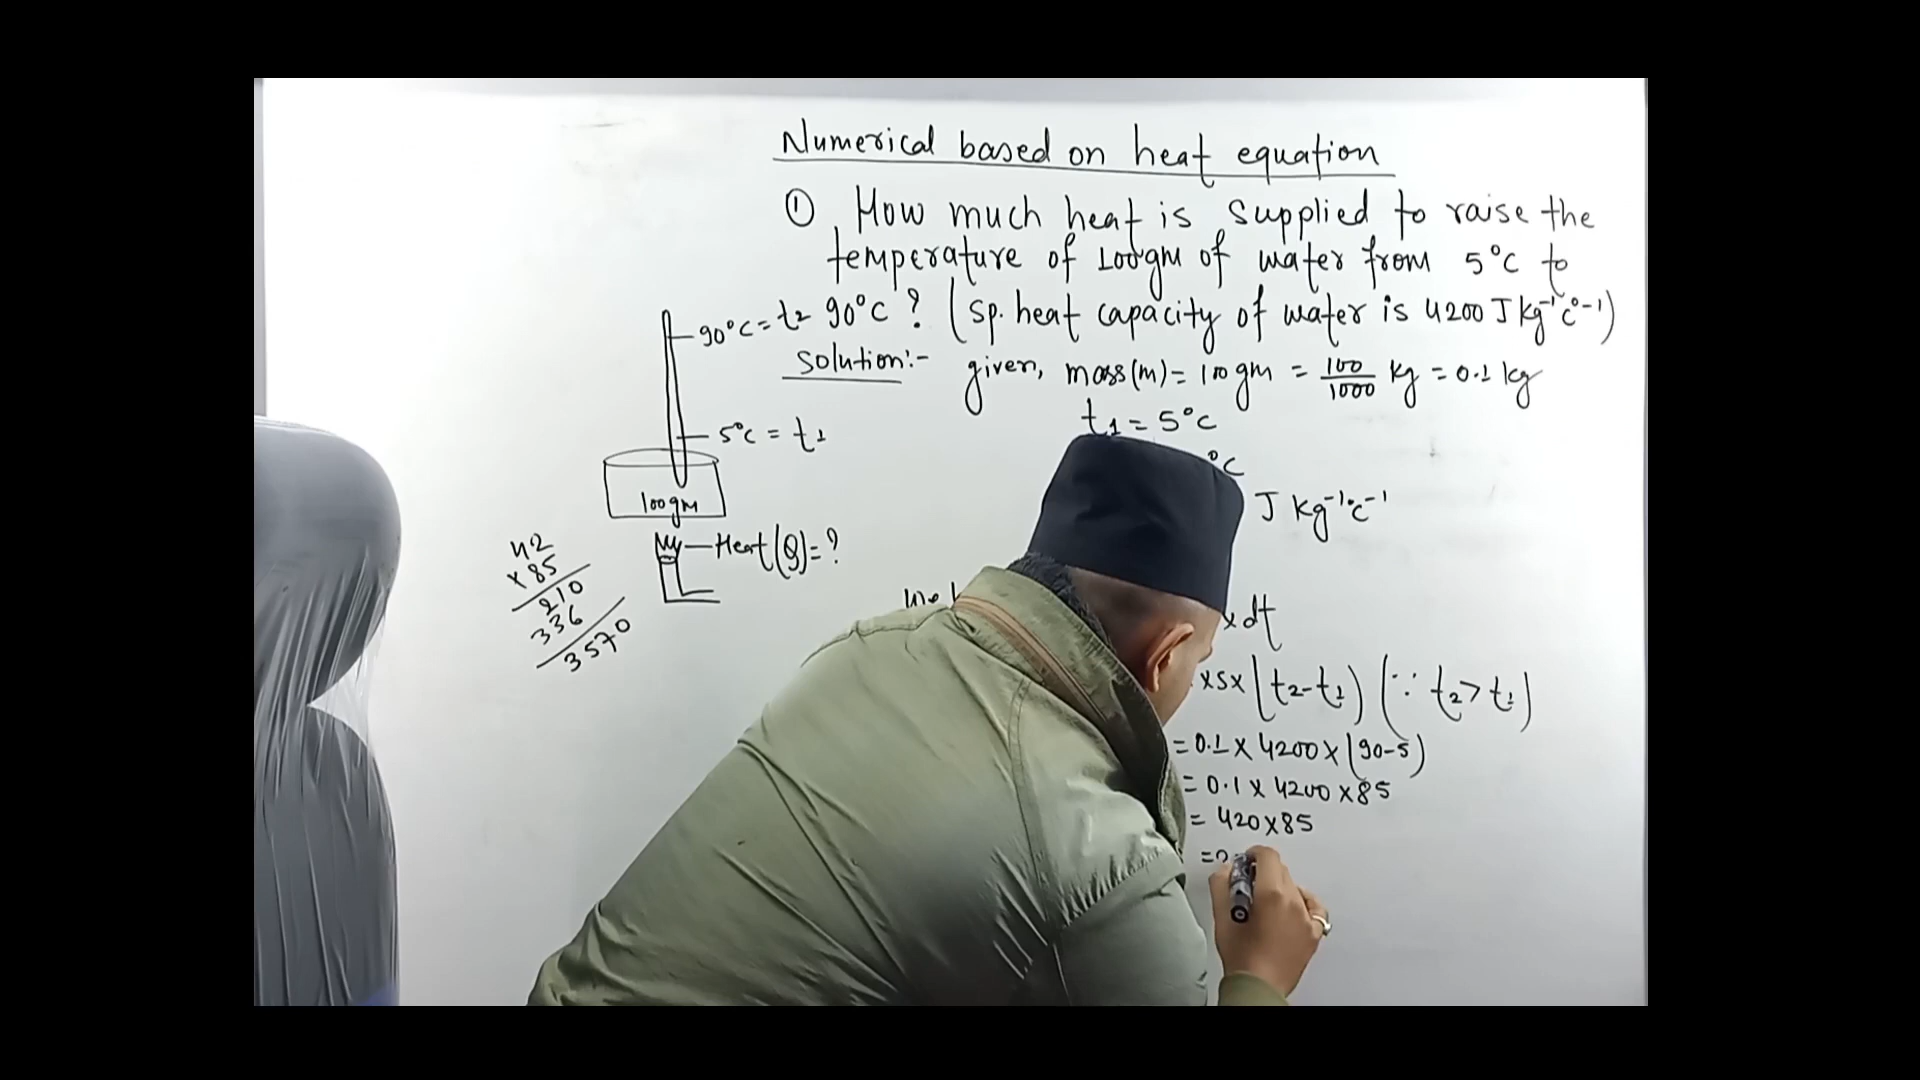 Numerical based on heat equation
① How much heat is supplied to raise the
temperature of 100gm of water from 5°C to
90°C ? (sp. heat capacity of water is 4200 J kg⁻¹ C°⁻¹)
solution:- given, mass(m) = 100 gm = 100/1000 kg = 0.1 kg
t₁ = 5°C
°C
J kg⁻¹°C⁻¹
We
x dt
x s x (t₂-t₁) (∵ t₂ > t₁)
= 0.1 x 4200 x (90-5)
= 0.1 x 4200 x 85
= 420 x 85
=
90°C = t₂
5°C = t₁
100gm
Heat (Q) = ?
42
x 85
210
336
3570